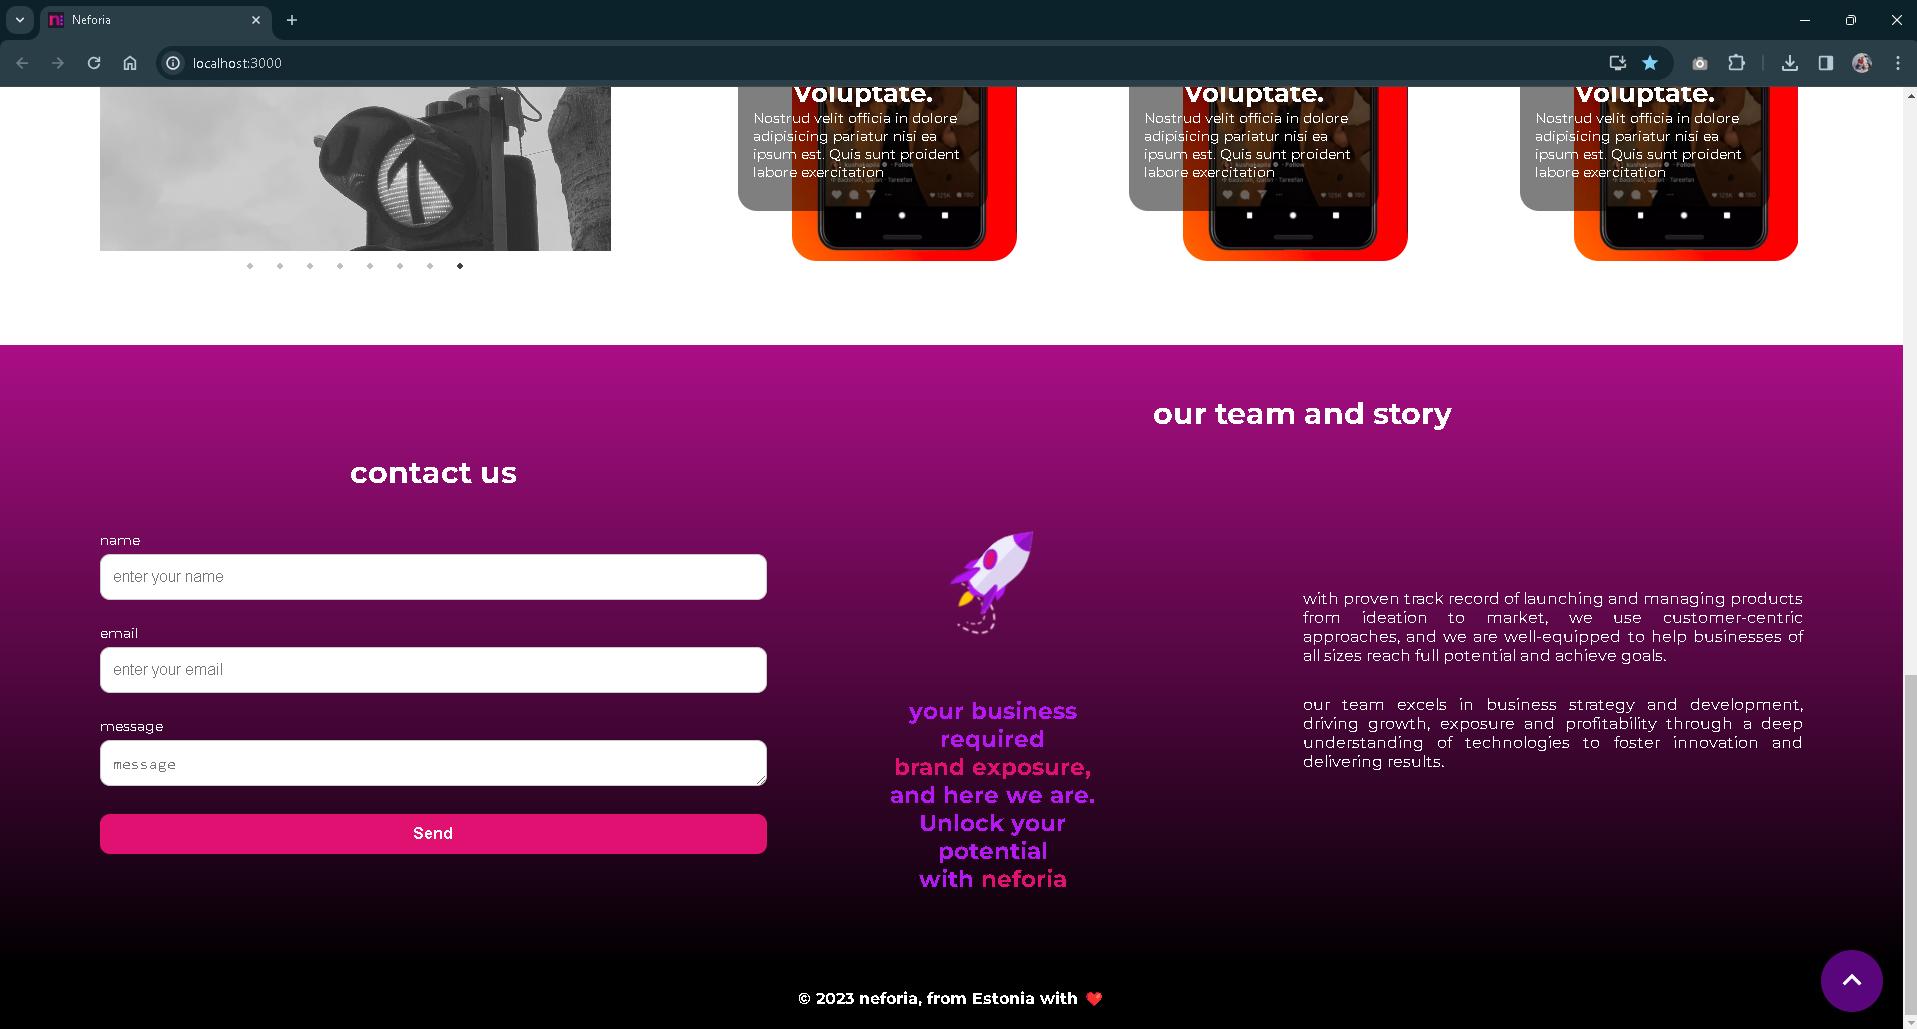 Neforia
localhost:3000
Voluptate.
Nostrud velit officia in dolore
adipisicing pariatur nisi ea
ipsum est. Quis sunt proident
labore exercitation
Voluptate.
Nostrud velit officia in dolore
adipisicing pariatur nisi ea
ipsum est. Quis sunt proident
labore exercitation
Voluptate.
Nostrud velit officia in dolore
adipisicing pariatur nisi ea
ipsum est. Quis sunt proident
labore exercitation
our team and story
contact us
name
enter your name
email
enter your email
message
message
Send
your business
required
brand exposure,
and here we are.
Unlock your
potential
with neforia
with proven track record of launching and managing products
from ideation to market, we use customer-centric
approaches, and we are well-equipped to help businesses of
all sizes reach full potential and achieve goals.
our team excels in business strategy and development,
driving growth, exposure and profitability through a deep
understanding of technologies to foster innovation and
delivering results.
© 2023 neforia, from Estonia with ❤️